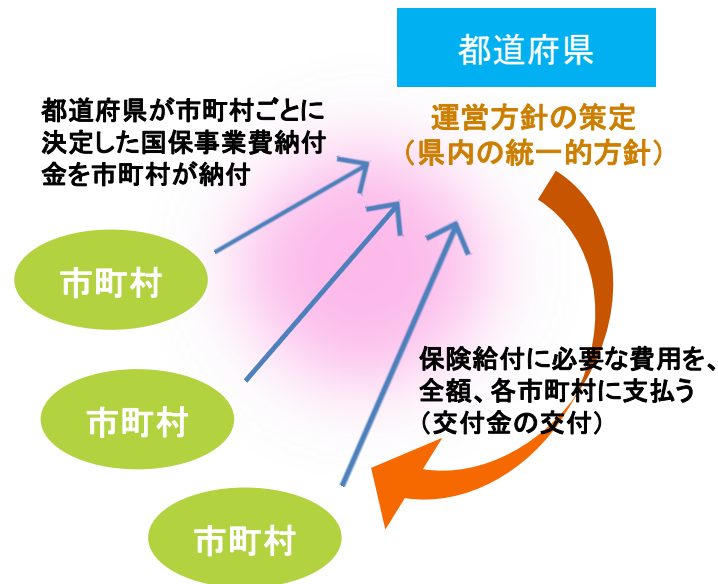 都道府県
都道府県が市町村ごとに
決定した国保事業費納付
金を市町村が納付
運営方針の策定
（県内の統一的方針）
市町村
保険給付に必要な費用を、
全額、各市町村に支払う
（交付金の交付）
市町村
市町村